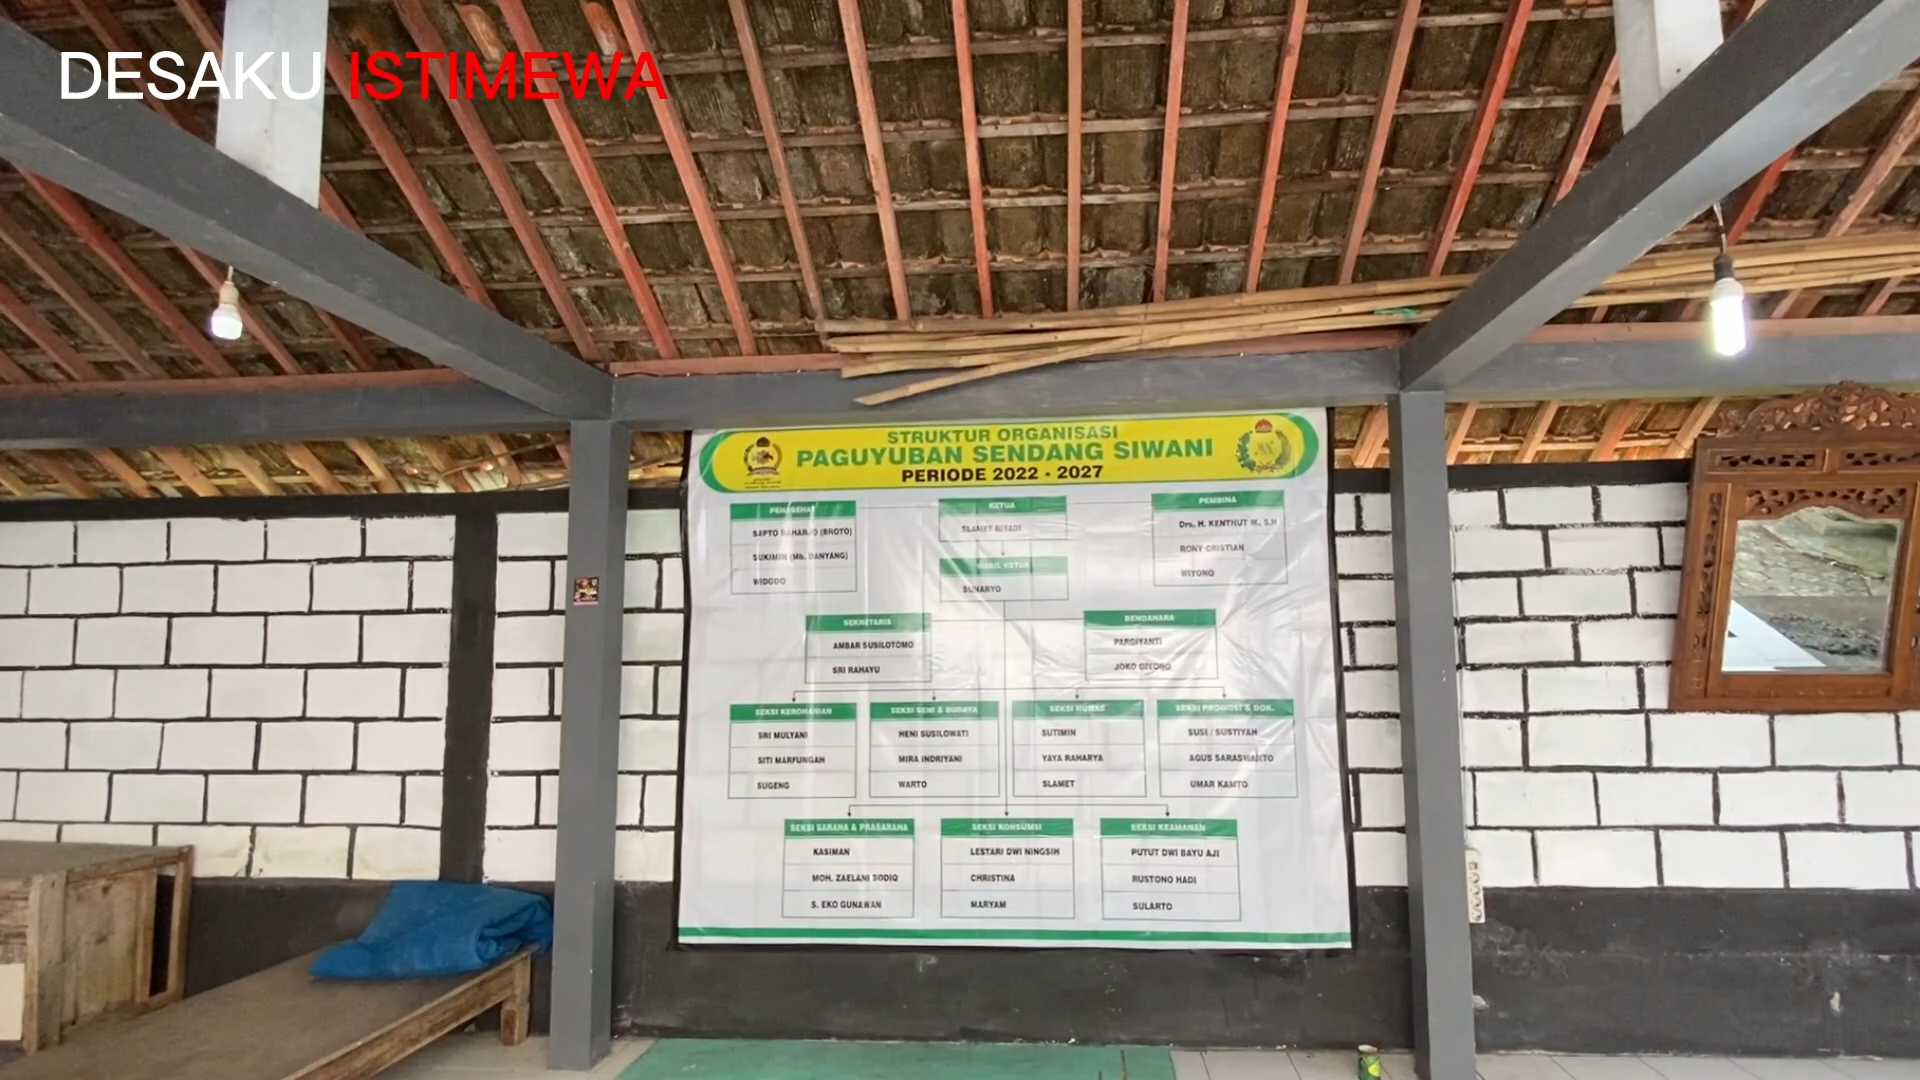 DESAKU ISTIMEWA
STRUKTUR ORGANISASI
PAGUYUBAN SENDANG SIWANI
PERIODE 2022 - 2027
PENASEHAT
SAPTO RAHARJO (BROTO)
SUKIMIN (Mb. DANYANG)
WIDODO
KETUA
SLAMET RIYADI
WAKIL KETUA
SUNARYO
PEMBINA
Drs. H. KENTHUT W., S.H
RONY CRISTIAN
WIYONO
SEKRETARIS
AMBAR SUSILOTOMO
SRI RAHAYU
BENDAHARA
PARGIYANTI
JOKO
SEKSI KEROHANIAN
SRI MULYANI
SITI MARFUNGAH
SUGENG
SEKSI SENI & BUDAYA
HENI SUSILOWATI
MIRA INDRIYANI
WARTO
SEKSI HUMAS
SUTIMIN
YAYA RAHARYA
SLAMET
SEKSI PROMOSI & DOK.
SUSI / SUSTIYAH
AGUS SARASWANTO
UMAR KAMTO
SEKSI SARANA & PRASARANA
KASIMAN
MOH. ZAELANI SODIQ
S. EKO GUNAWAN
SEKSI KONSUMSI
LESTARI DWI NINGSIH
CHRISTINA
MARYAM
SEKSI KEAMANAN
PUTUT DWI BAYU AJI
RUSTONO HADI
SULARTO